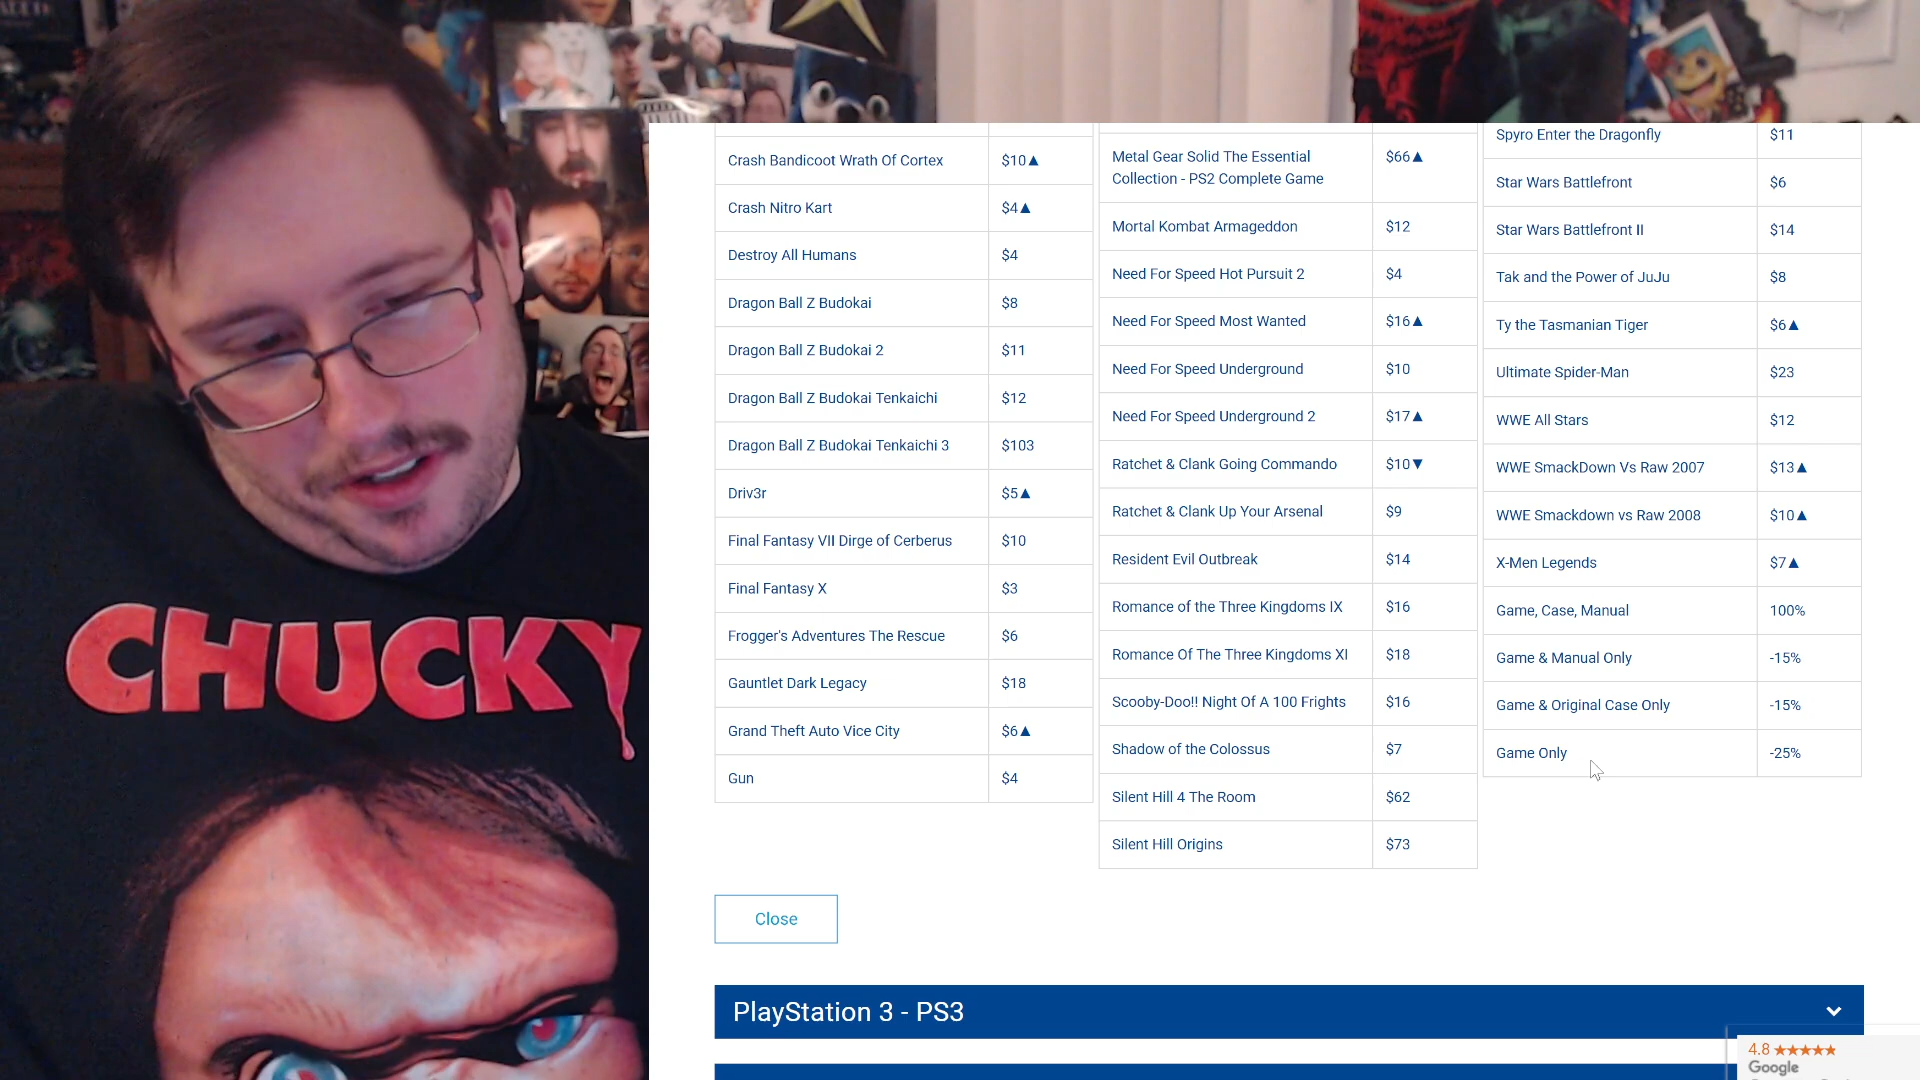 CHUCKY
Crash Bandicoot Wrath Of Cortex $10▲
Crash Nitro Kart $4▲
Destroy All Humans $4
Dragon Ball Z Budokai $8
Dragon Ball Z Budokai 2 $11
Dragon Ball Z Budokai Tenkaichi $12
Dragon Ball Z Budokai Tenkaichi 3 $103
Driv3r $5▲
Final Fantasy VII Dirge of Cerberus $10
Final Fantasy X $3
Frogger's Adventures The Rescue $6
Gauntlet Dark Legacy $18
Grand Theft Auto Vice City $6▲
Gun $4
Metal Gear Solid The Essential $66▲
Collection - PS2 Complete Game
Mortal Kombat Armageddon $12
Need For Speed Hot Pursuit 2 $4
Need For Speed Most Wanted $16▲
Need For Speed Underground $10
Need For Speed Underground 2 $17▲
Ratchet & Clank Going Commando $10▼
Ratchet & Clank Up Your Arsenal $9
Resident Evil Outbreak $14
Romance of the Three Kingdoms IX $16
Romance Of The Three Kingdoms XI $18
Scooby-Doo!! Night Of A 100 Frights $16
Shadow of the Colossus $7
Silent Hill 4 The Room $62
Silent Hill Origins $73
Spyro Enter the Dragonfly $11
Star Wars Battlefront $6
Star Wars Battlefront II $14
Tak and the Power of JuJu $8
Ty the Tasmanian Tiger $6▲
Ultimate Spider-Man $23
WWE All Stars $12
WWE SmackDown Vs Raw 2007 $13▲
WWE Smackdown vs Raw 2008 $10▲
X-Men Legends $7▲
Game, Case, Manual 100%
Game & Manual Only -15%
Game & Original Case Only -15%
Game Only -25%
Close
PlayStation 3 - PS3
4.8 ★★★★★
Google